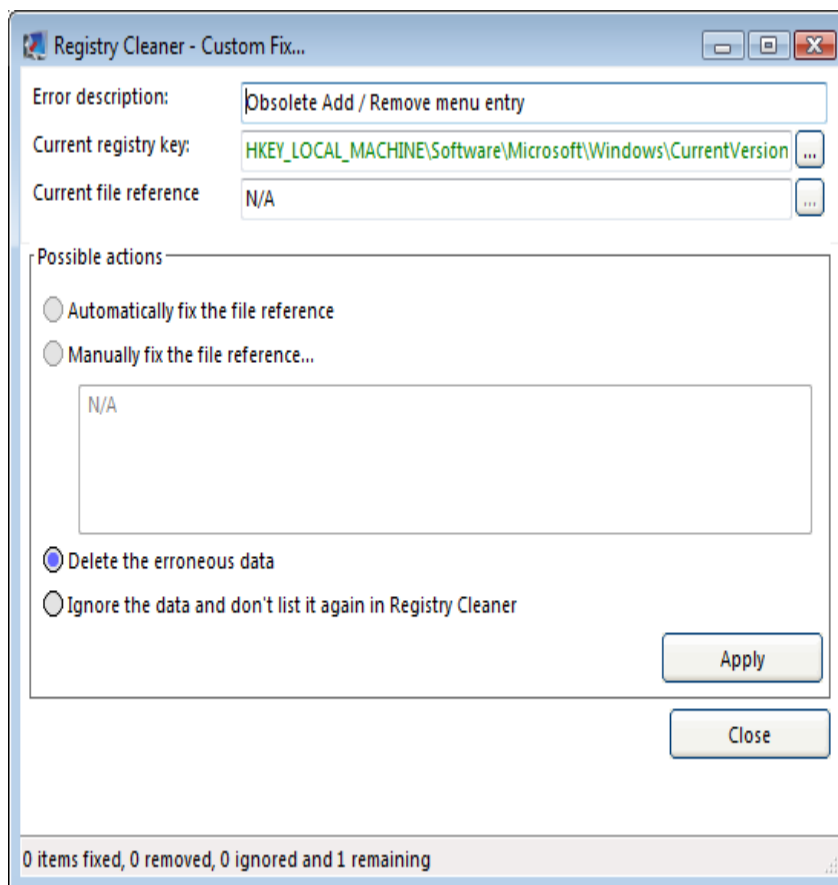 Registry Cleaner - Custom Fix...
Error description:
Obsolete Add / Remove menu entry
Current registry key:
HKEY_LOCAL_MACHINE\Software\Microsoft\Windows\CurrentVersion
...
Current file reference
N/A
...
Possible actions
Automatically fix the file reference
Manually fix the file reference...
N/A
Delete the erroneous data
Ignore the data and don't list it again in Registry Cleaner
Apply
Close
0 items fixed, 0 removed, 0 ignored and 1 remaining